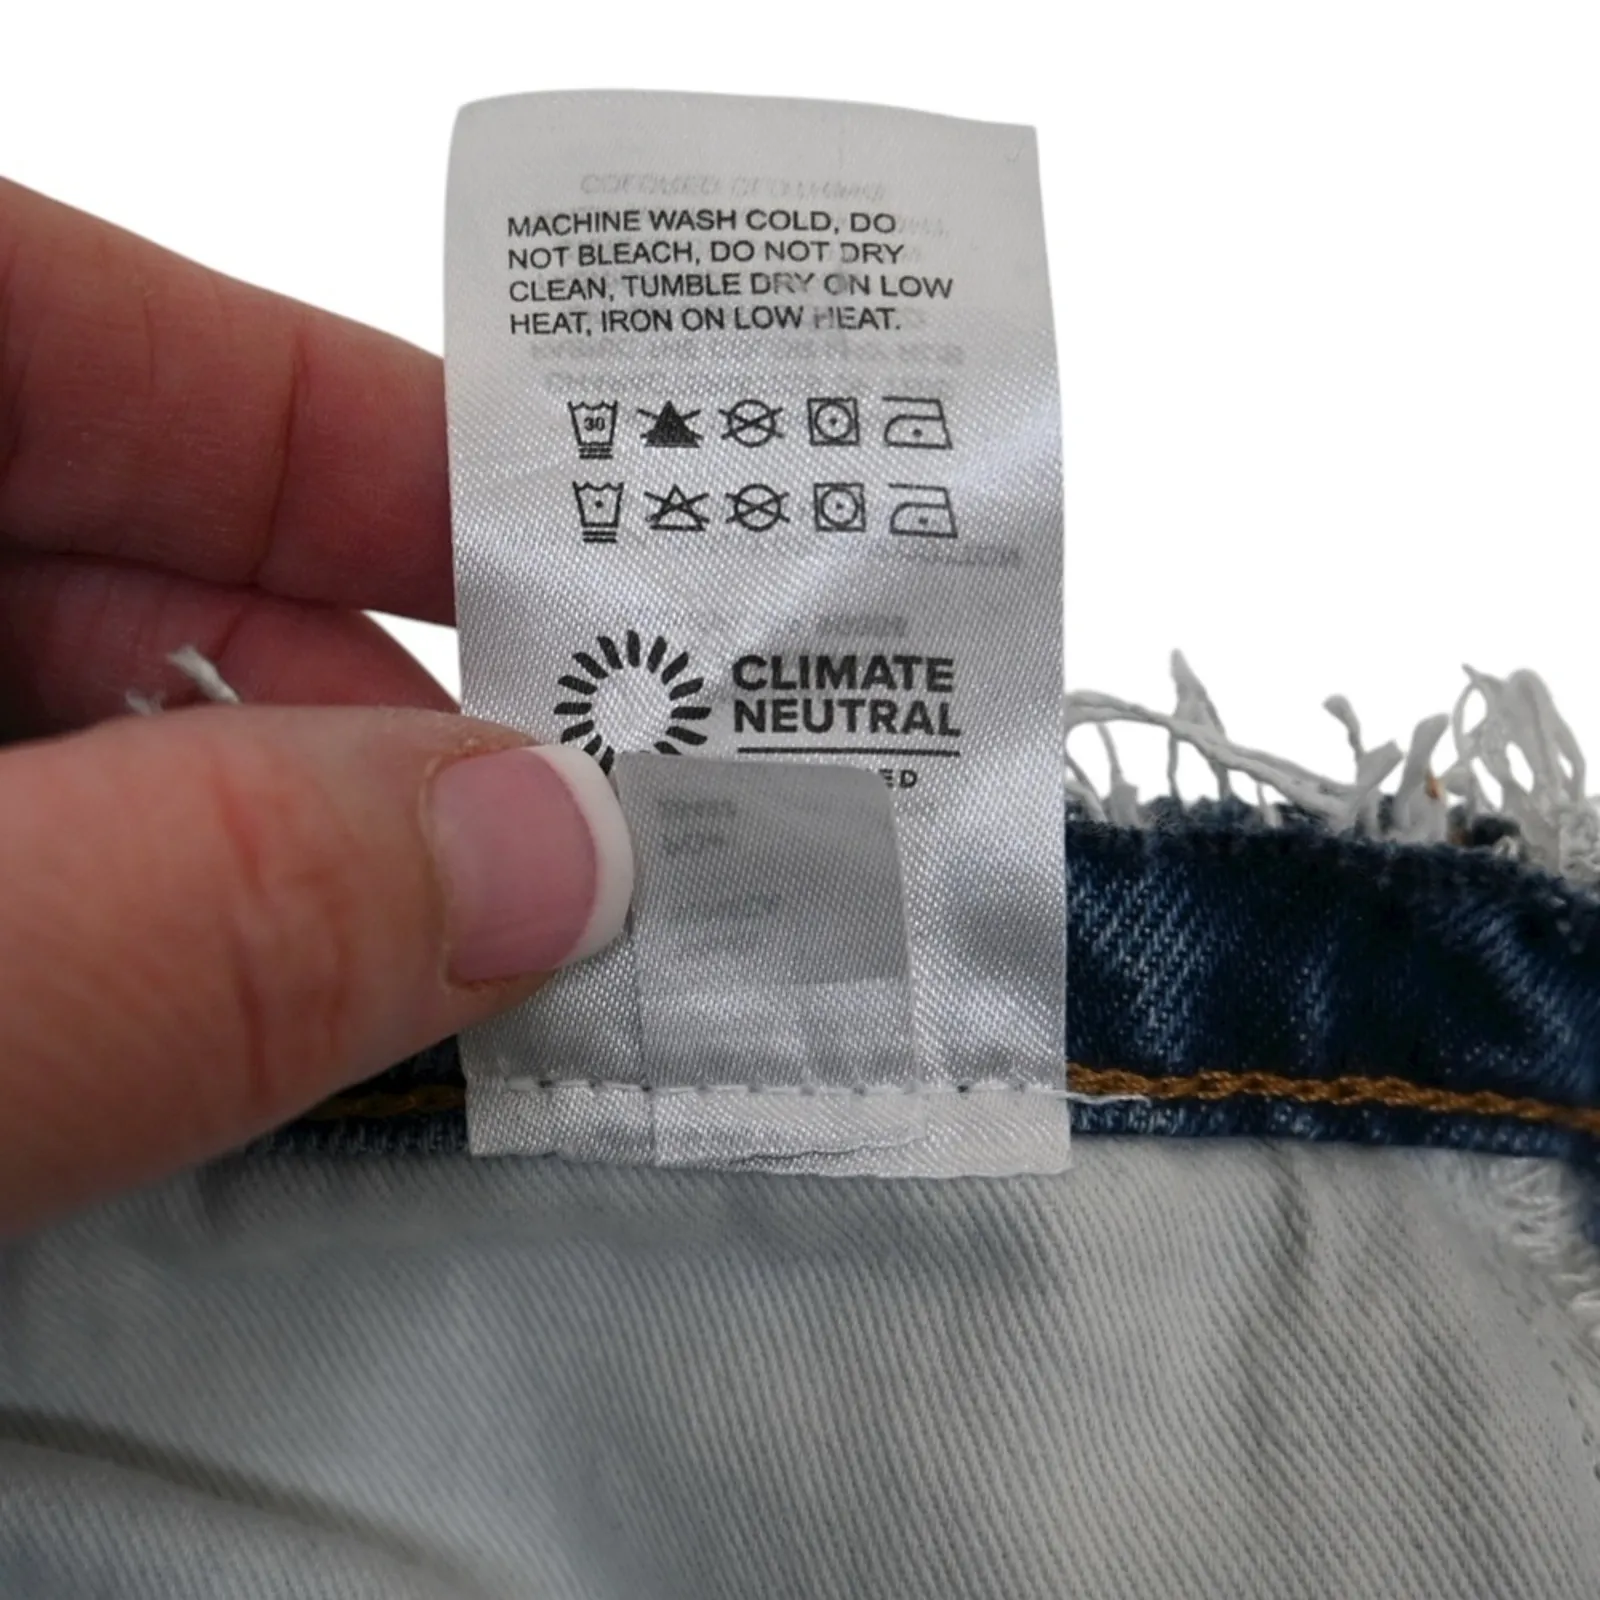 MACHINE WASH COLD, DO
NOT BLEACH, DO NOT DRY
CLEAN, TUMBLE DRY ON LOW
HEAT, IRON ON LOW HEAT.
30
CLIMATE
NEUTRAL